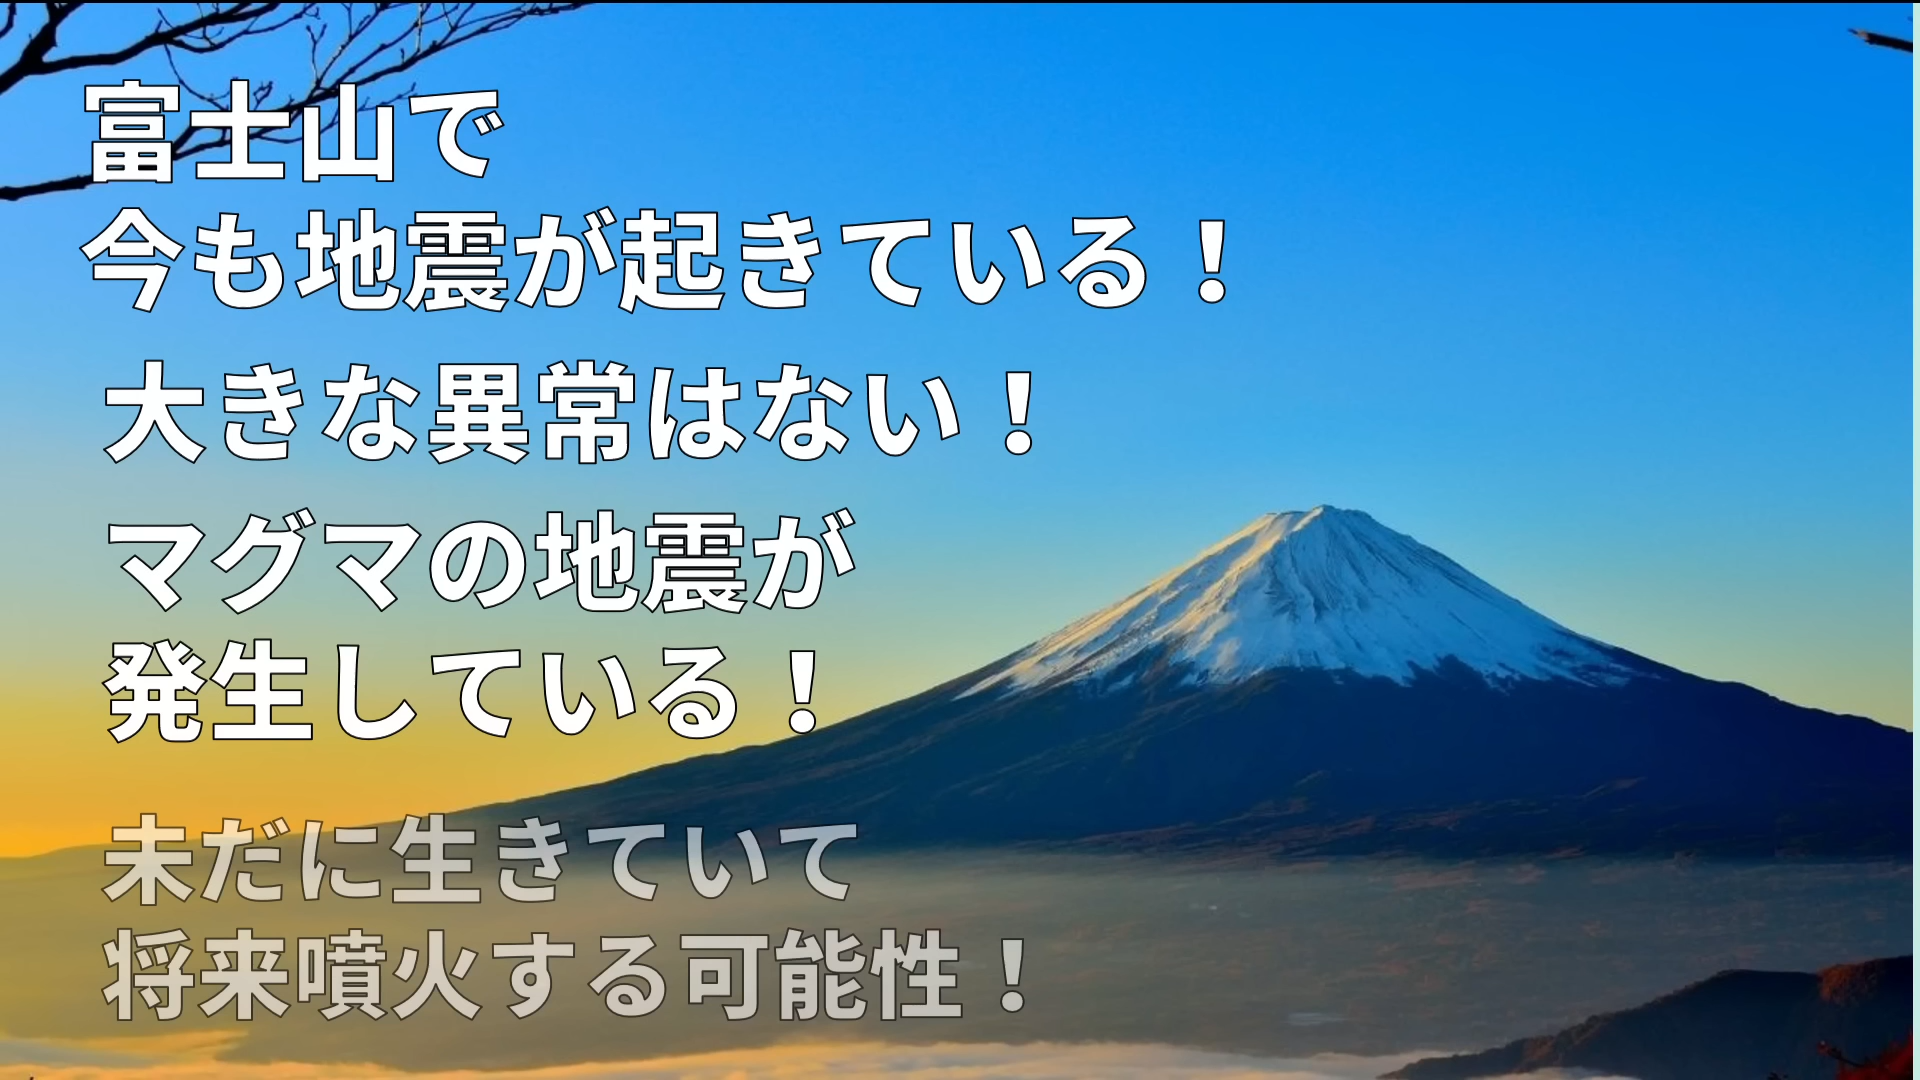 富士山で
今も地震が起きている！
大きな異常はない！
マグマの地震が
発生している！
未だに生きていて
将来噴火する可能性！